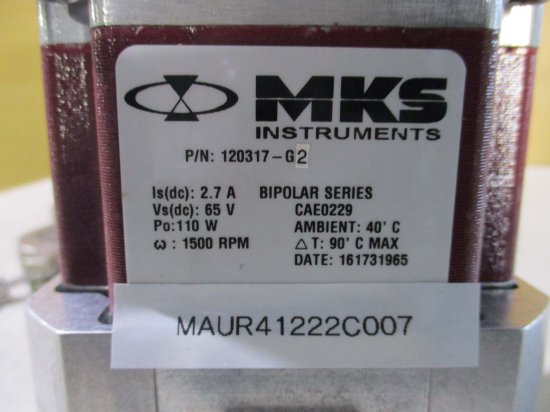 MKS
INSTRUMENTS
P/N: 120317-G2
Is(dc): 2.7 A BIPOLAR SERIES
Vs(dc): 65 V CAE0229
Po:110 W AMBIENT: 40' C
ω : 1500 RPM △ T: 90' C MAX
DATE: 161731965
MAUR41222C007